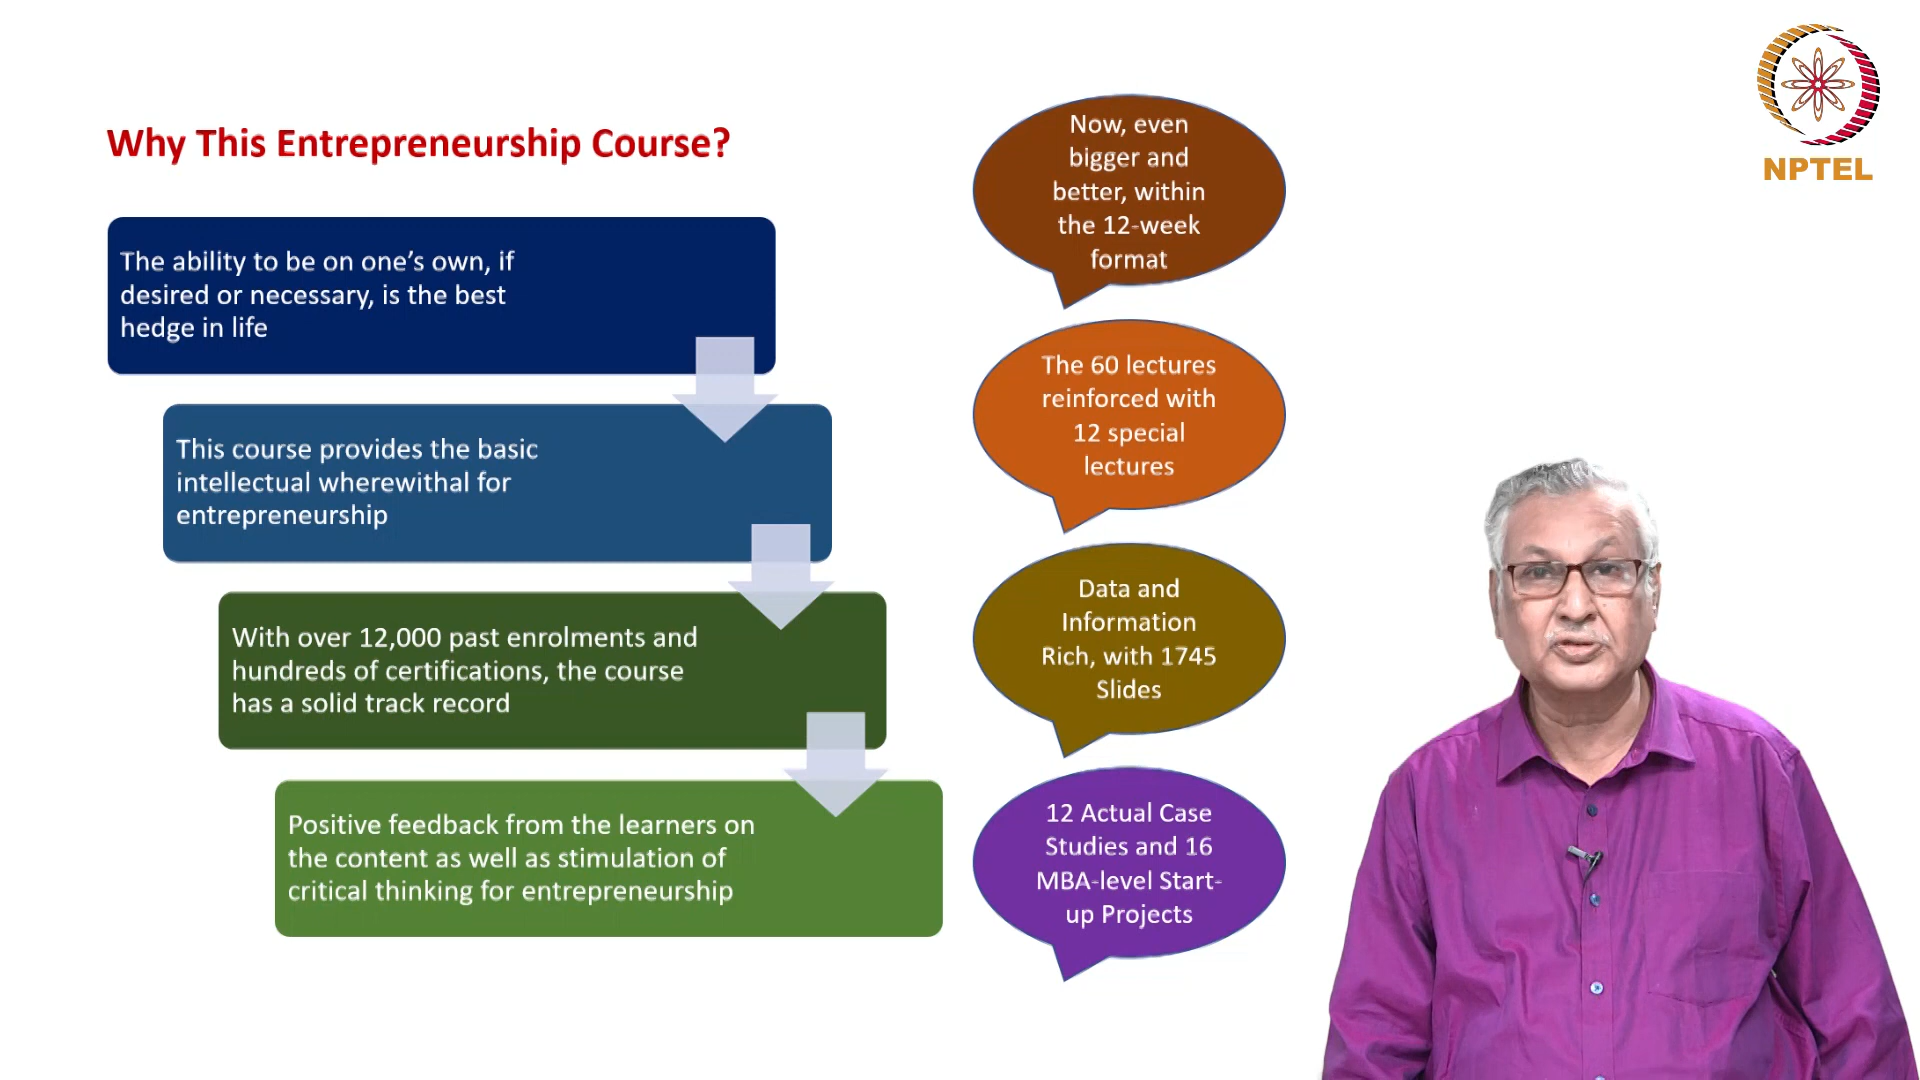 Why This Entrepreneurship Course?
The ability to be on one’s own, if
desired or necessary, is the best
hedge in life
This course provides the basic
intellectual wherewithal for
entrepreneurship
With over 12,000 past enrolments and
hundreds of certifications, the course
has a solid track record
Positive feedback from the learners on
the content as well as stimulation of
critical thinking for entrepreneurship
Now, even
bigger and
better, within
the 12-week
format
The 60 lectures
reinforced with
12 special
lectures
Data and
Information
Rich, with 1745
Slides
12 Actual Case
Studies and 16
MBA-level Start-
up Projects
NPTEL